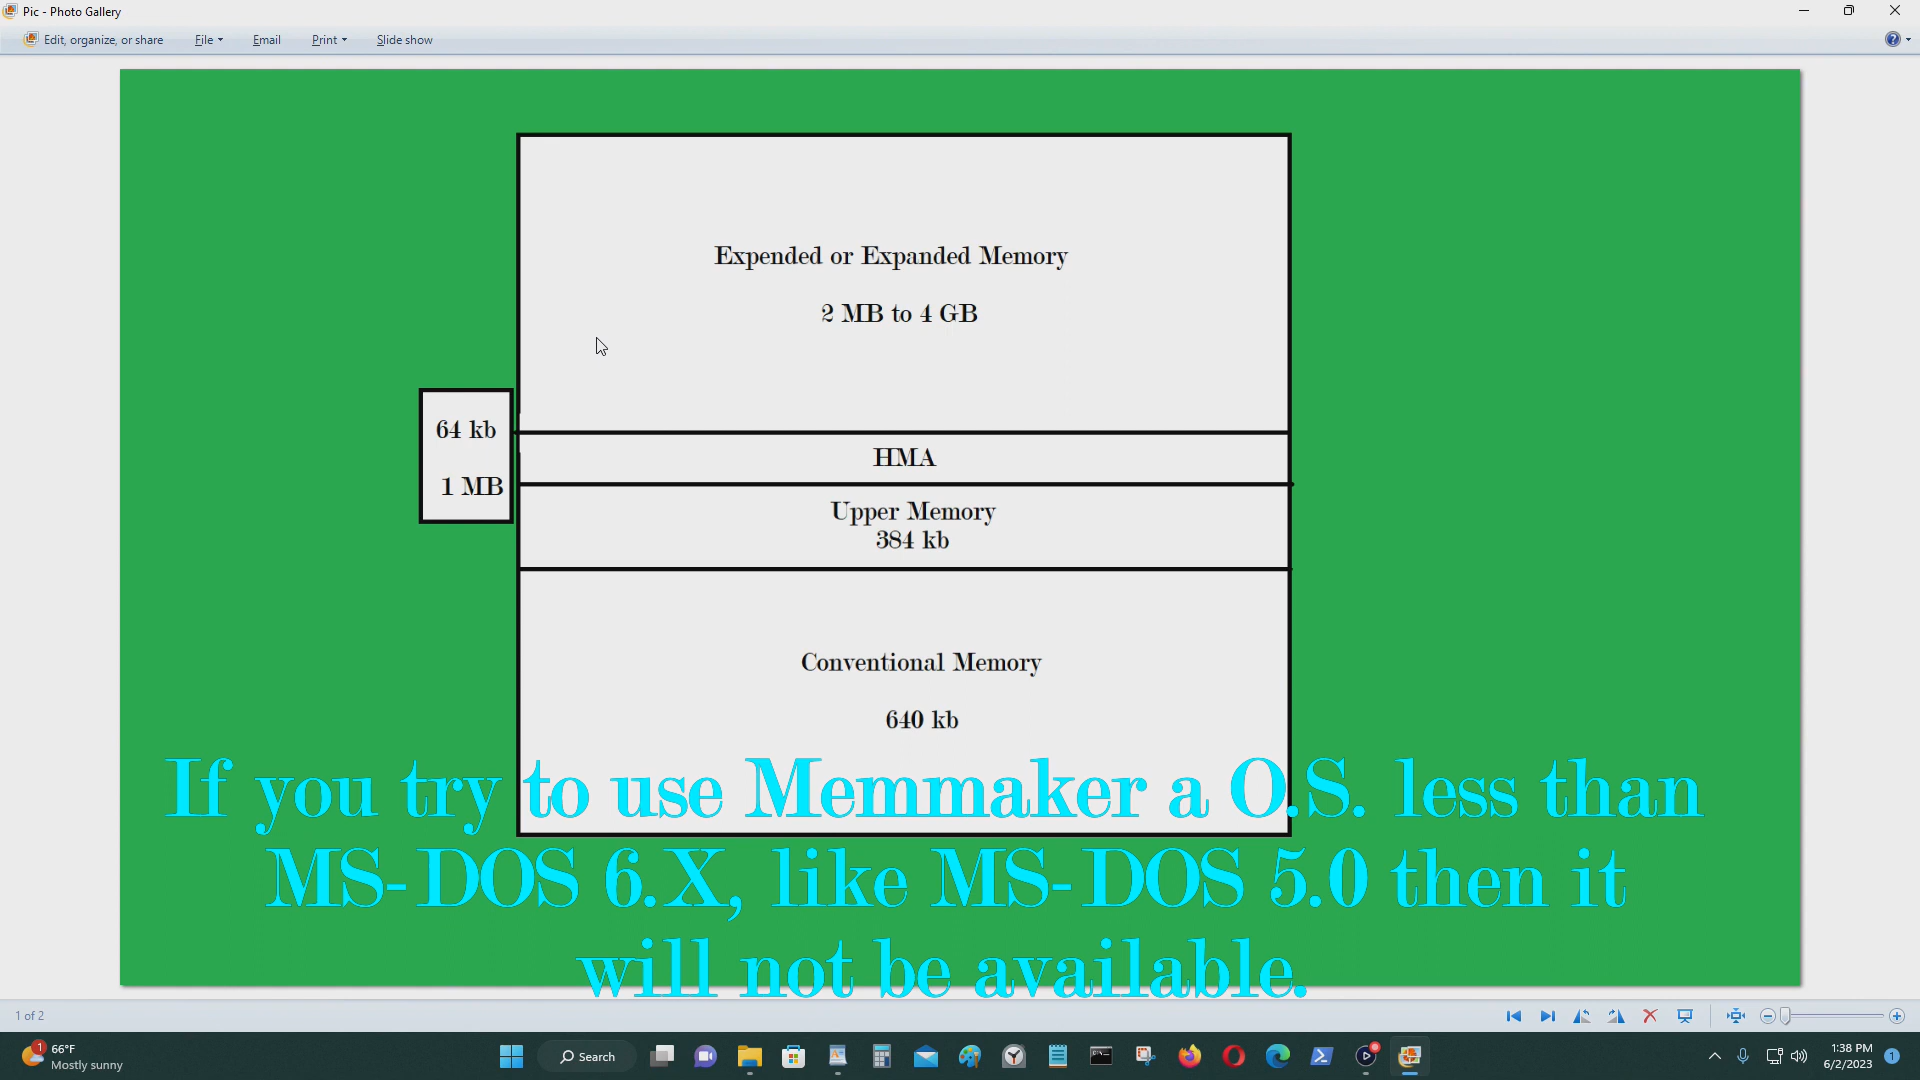 Pic - Photo Gallery
Edit, organize, or share File Email Print Slide show
Expended or Expanded Memory
2 MB to 4 GB
64 kb
1 MB
HMA
Upper Memory
384 kb
Conventional Memory
640 kb
If you try to use Memmaker a O.S. less than
MS-DOS 6.X, like MS-DOS 5.0 then it
will not be available.
1 of 2
1
66°F
Mostly sunny
Search
1:38 PM
6/2/2023
1